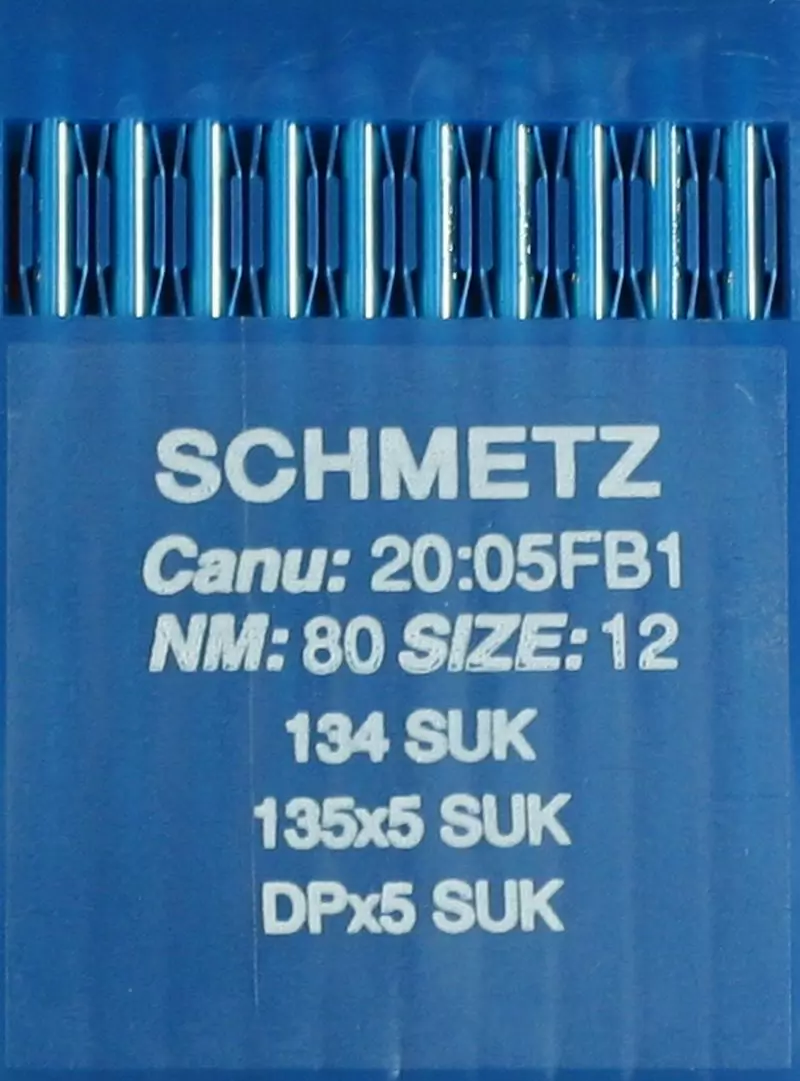 SCHMETZ
Canu: 20:05FB1
NM: 80 SIZE: 12
134 SUK
135x5 SUK
DPx5 SUK